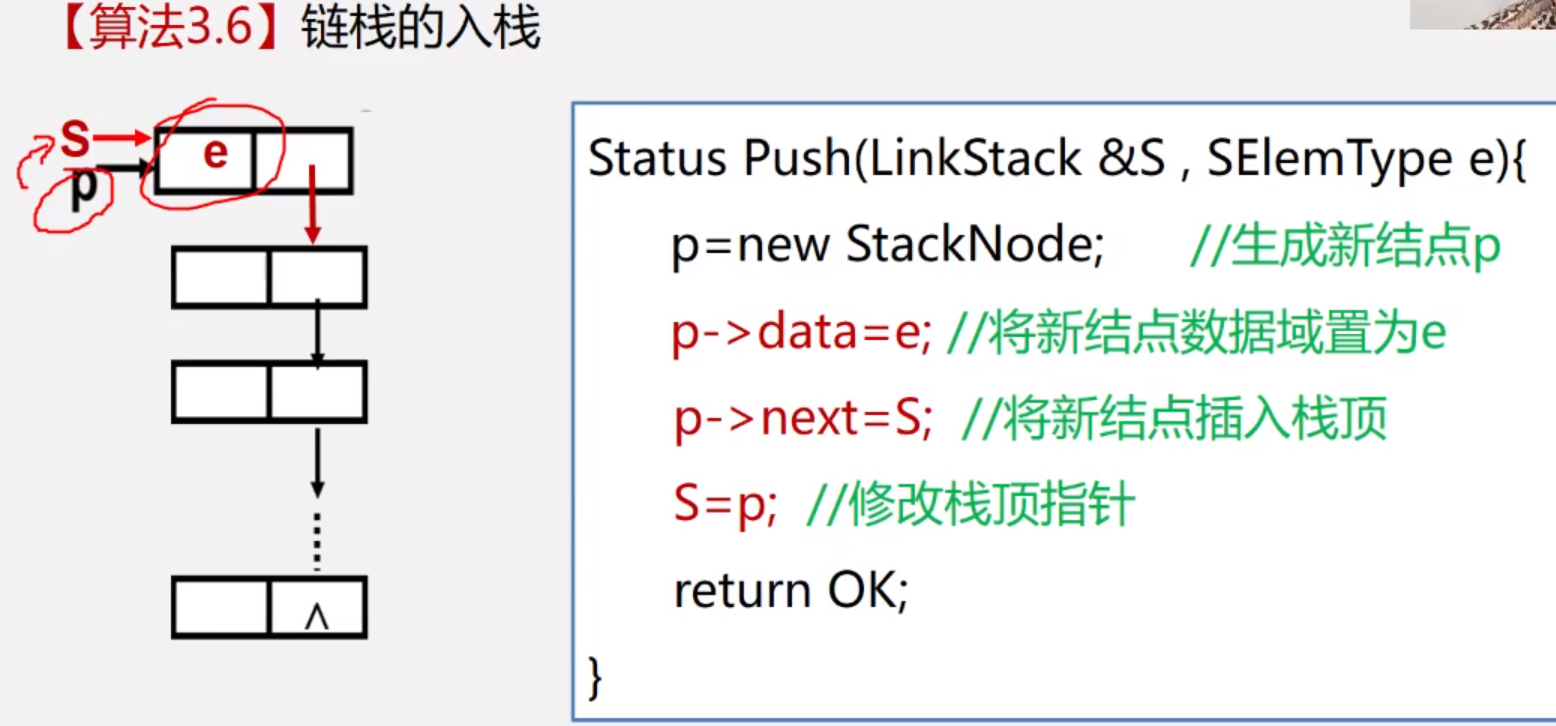 【算法3.6】链栈的入栈
S
e
p
∧
Status Push(LinkStack &S , SElemType e){
p=new StackNode; //生成新结点p
p->data=e; //将新结点数据域置为e
p->next=S; //将新结点插入栈顶
S=p; //修改栈顶指针
return OK;
}